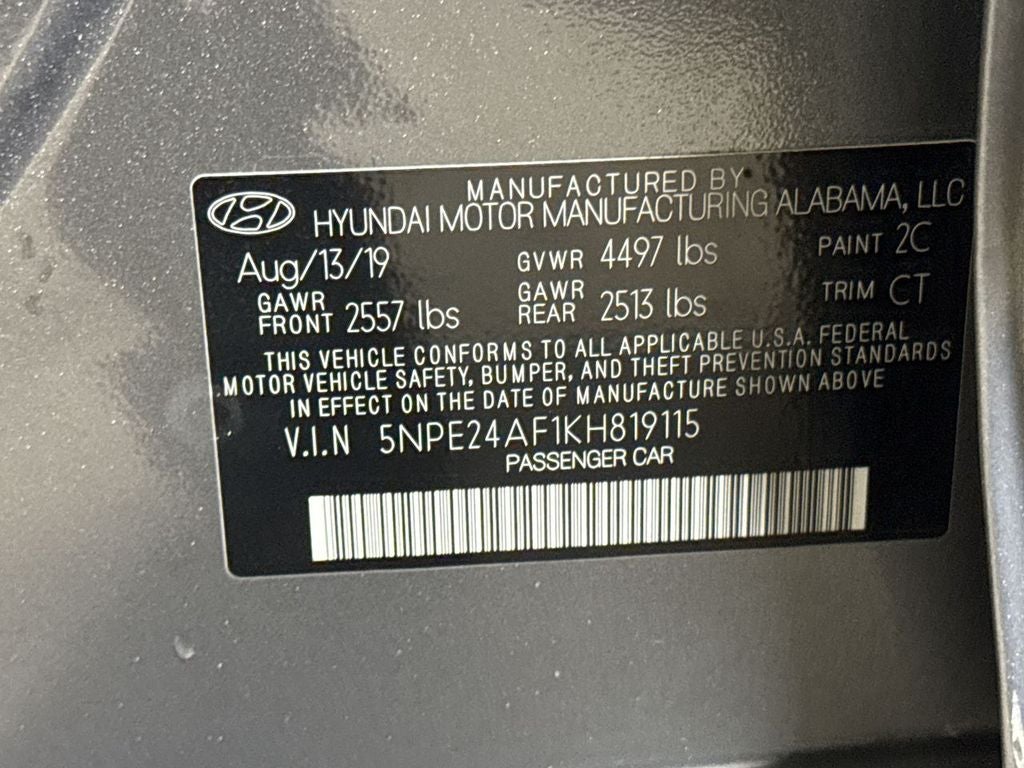 MANUFACTURED BY
HYUNDAI MOTOR MANUFACTURING ALABAMA, LLC
Aug/13/19 GVWR 4497 lbs PAINT 2C
GAWR FRONT 2557 lbs GAWR REAR 2513 lbs TRIM CT
THIS VEHICLE CONFORMS TO ALL APPLICABLE U.S.A. FEDERAL
MOTOR VEHICLE SAFETY, BUMPER, AND THEFT PREVENTION STANDARDS
IN EFFECT ON THE DATE OF MANUFACTURE SHOWN ABOVE
V.I.N 5NPE24AF1KH819115
PASSENGER CAR